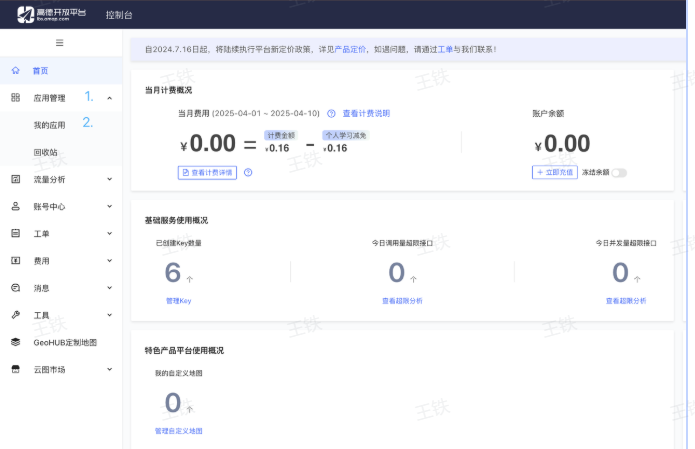 高德开放平台 控制台
lbs.amap.com
自2024.7.16日起，将陆续执行平台新定价政策，详见产品定价，如遇问题，请通过工单与我们联系！
首页
应用管理 1.
我的应用 2.
回收站
流量分析
账号中心
工单
费用
消息
工具
GeoHUB定制地图
云图市场
当月计费概况
当月费用 (2025-04-01 ~ 2025-04-10) 查看计费说明
¥0.00 = 计费金额 ¥0.16 - 个人学习减免 ¥0.16
查看计费详情
账户余额
¥0.00
+ 立即充值 冻结余额
基础服务使用概况
已创建Key数量 今日调用量超限接口 今日并发量超限接口
6 个 0 个 0 个
管理Key 查看超限分析 查看超限分析
特色产品平台使用概况
我的自定义地图
0 个
管理自定义地图
王铁